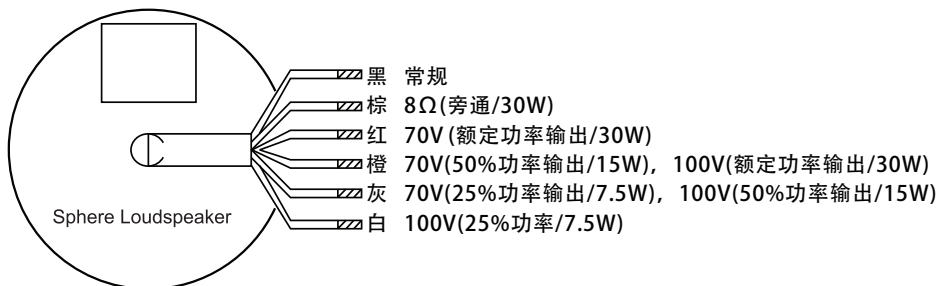 黑 常规
棕 8Ω(旁通/30W)
红 70V(额定功率输出/30W)
橙 70V(50%功率输出/15W)，100V(额定功率输出/30W)
灰 70V(25%功率输出/7.5W)，100V(50%功率输出/15W)
白 100V(25%功率/7.5W)
Sphere Loudspeaker